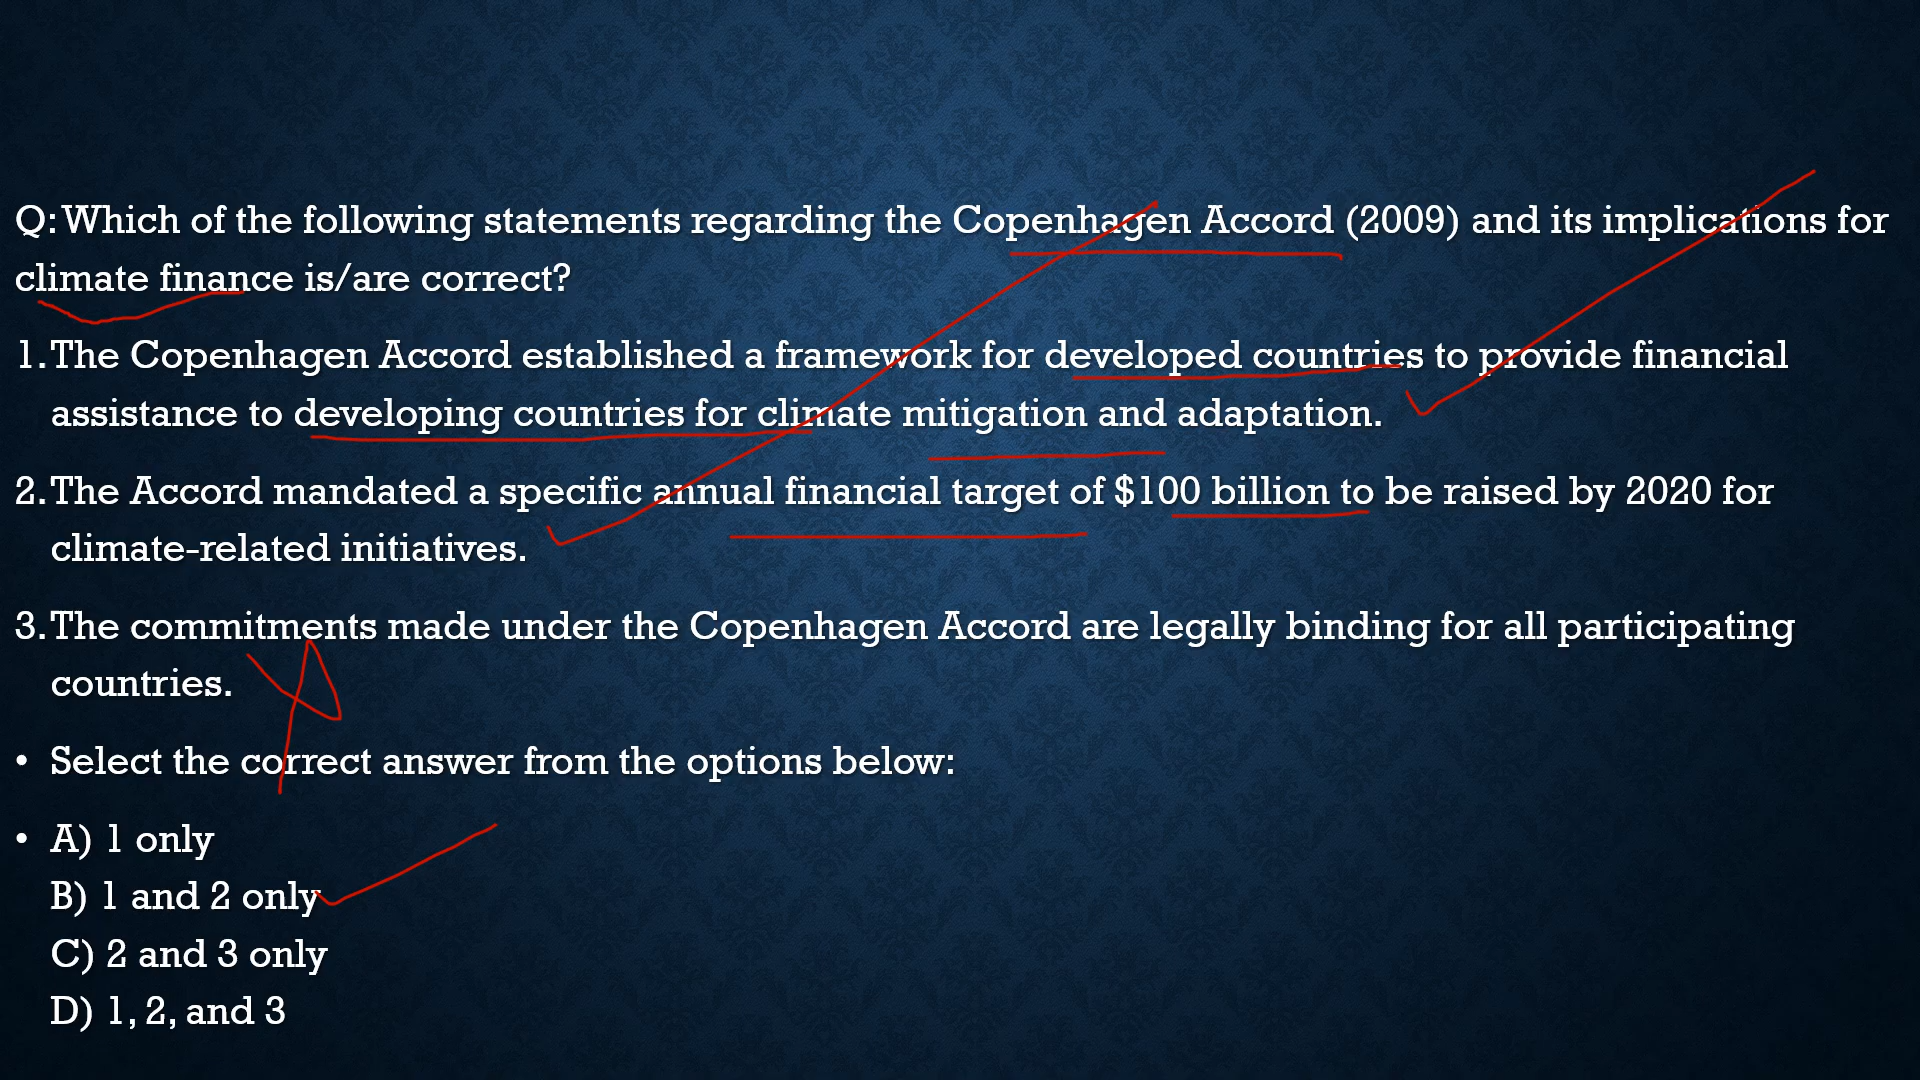 Q: Which of the following statements regarding the Copenhagen Accord (2009) and its implications for
climate finance is/are correct?
1. The Copenhagen Accord established a framework for developed countries to provide financial
assistance to developing countries for climate mitigation and adaptation.
2. The Accord mandated a specific annual financial target of $100 billion to be raised by 2020 for
climate-related initiatives.
3. The commitments made under the Copenhagen Accord are legally binding for all participating
countries.
• Select the correct answer from the options below:
• A) 1 only
B) 1 and 2 only
C) 2 and 3 only
D) 1, 2, and 3